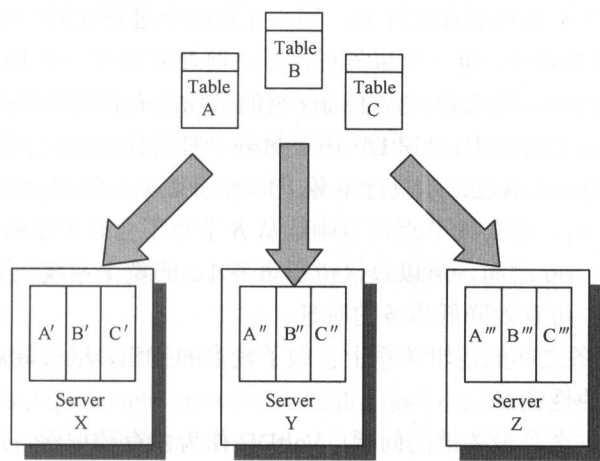 Table
B
Table
A
Table
C
A′ B′ C′
Server
X
A″ B″ C″
Server
Y
A‴ B‴ C‴
Server
Z